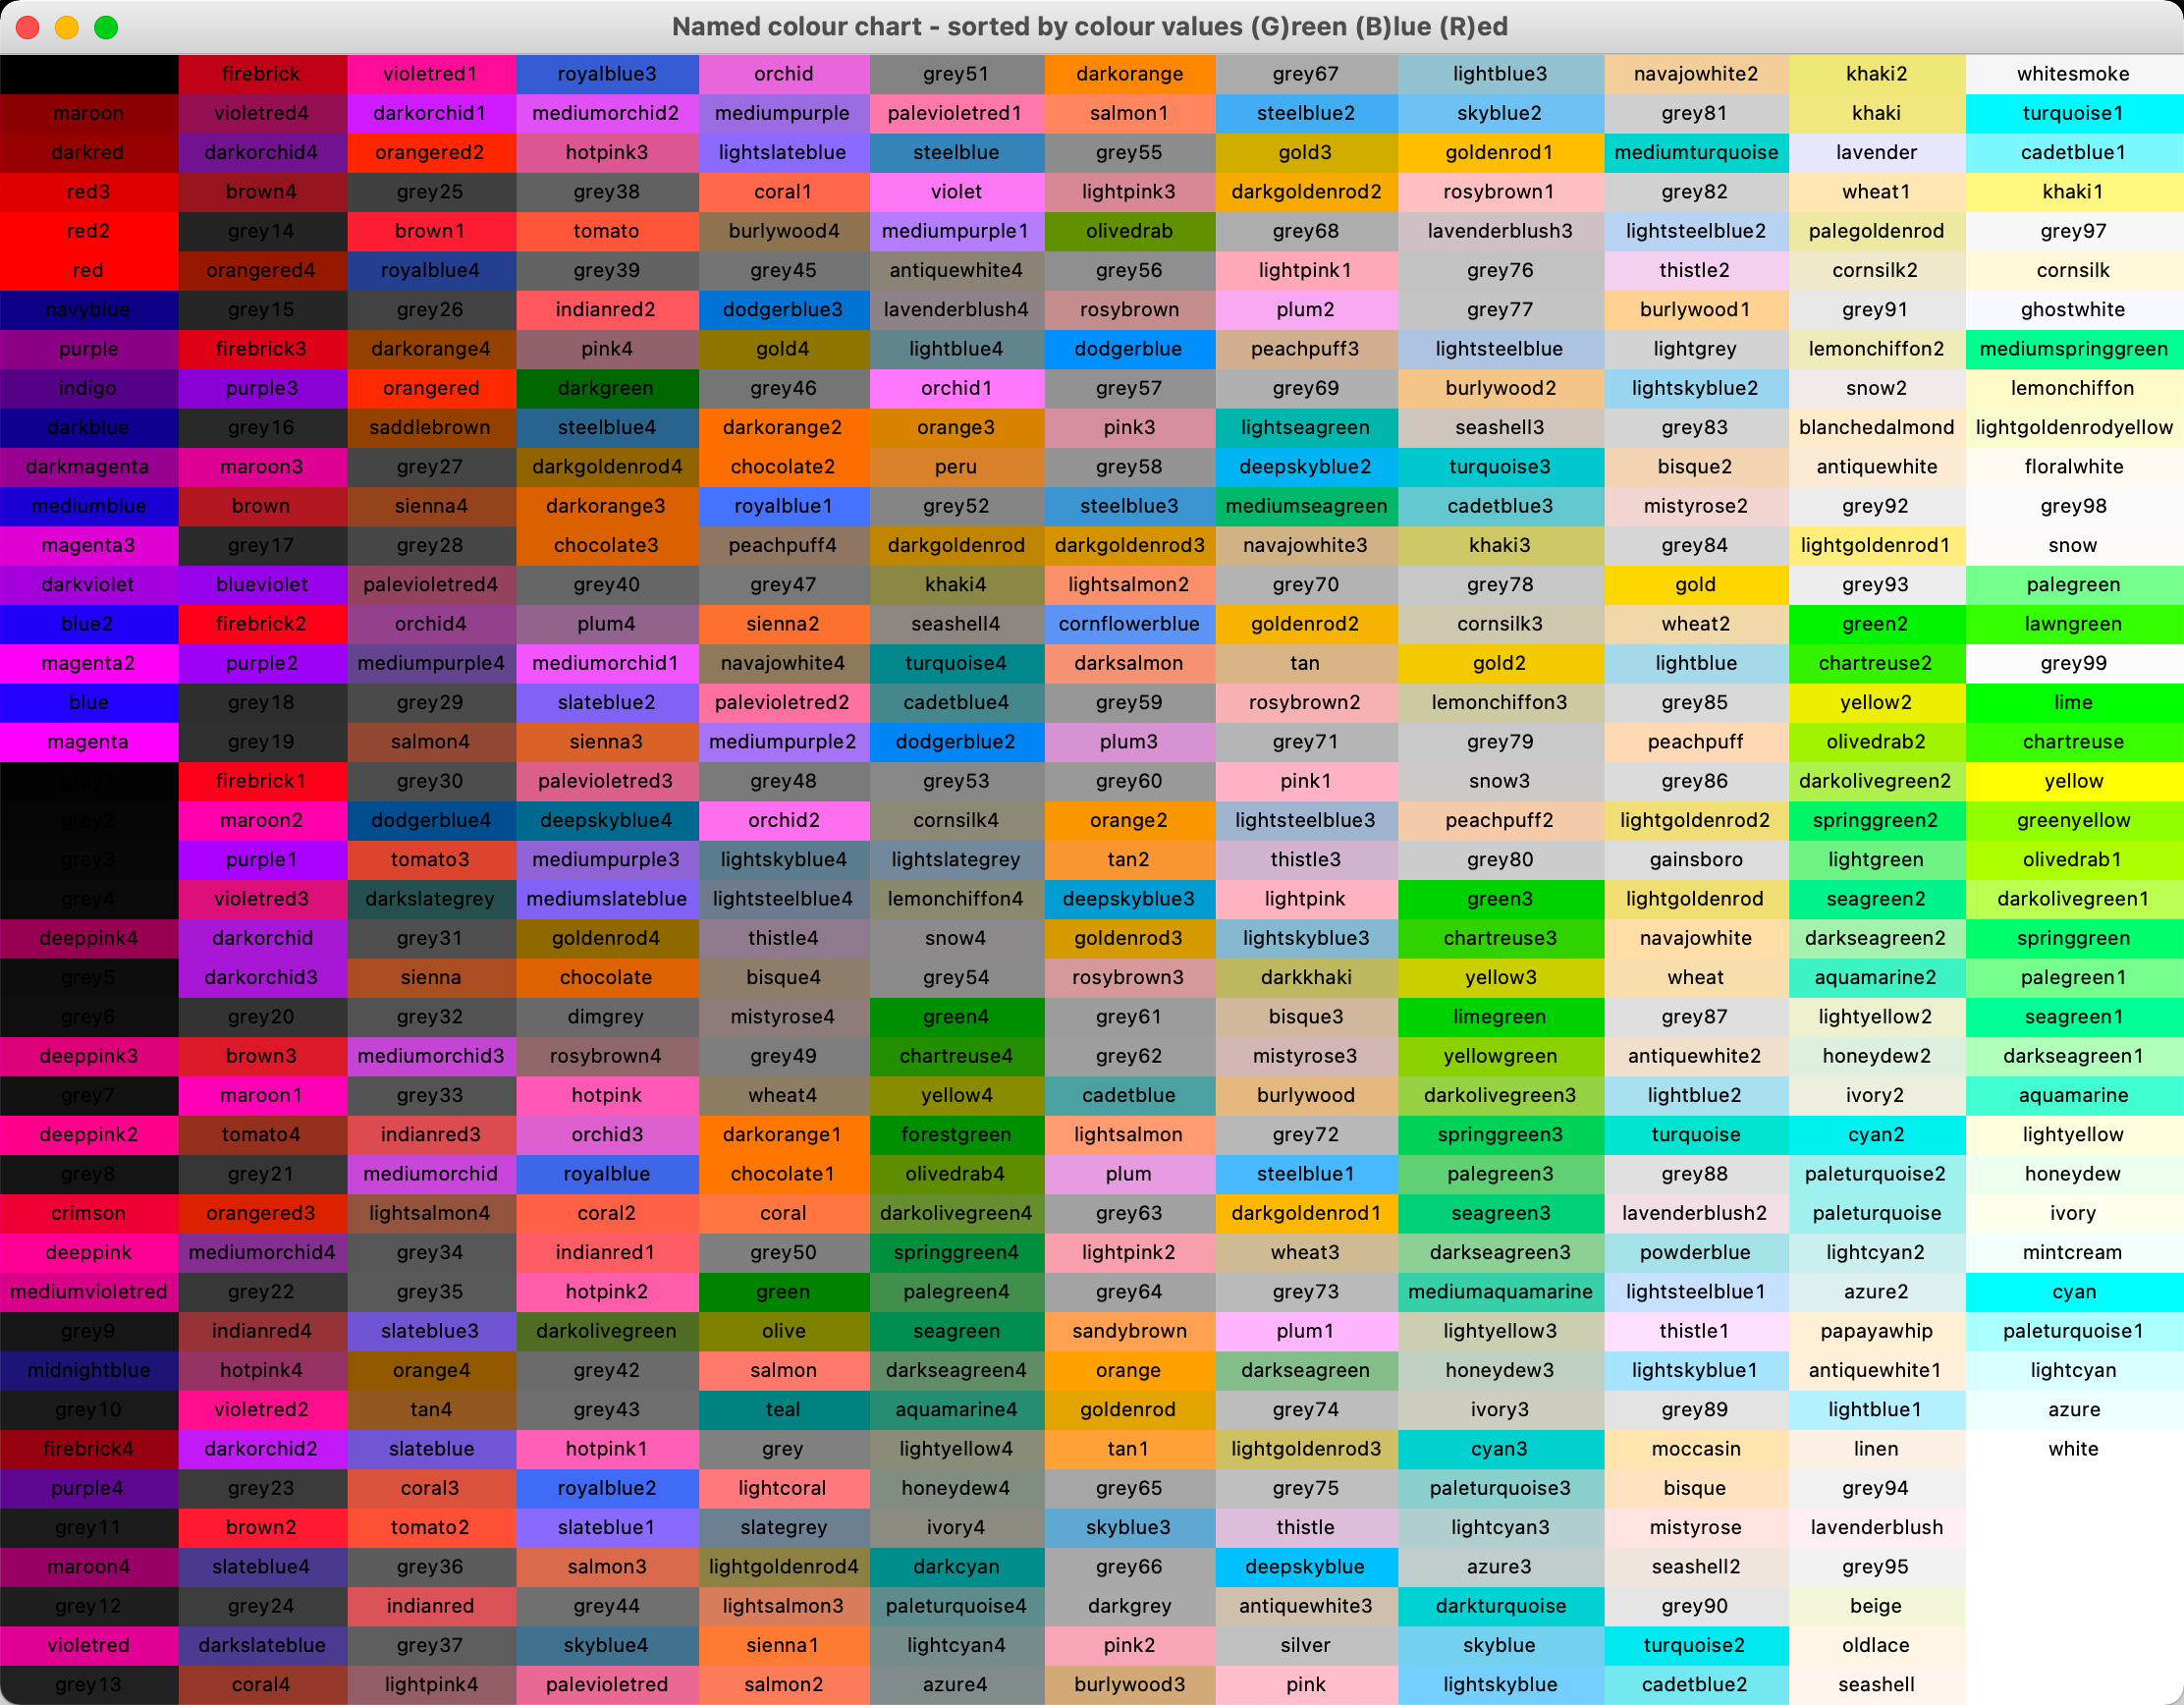 Named colour chart - sorted by colour values (G)reen (B)lue (R)ed
firebrick violetred1 royalblue3 orchid grey51 darkorange grey67 lightblue3 navajowhite2 khaki2 whitesmoke
maroon violetred4 darkorchid1 mediumorchid2 mediumpurple palevioletred1 salmon1 steelblue2 skyblue2 grey81 khaki turquoise1
darkred darkorchid4 orangered2 hotpink3 lightslateblue steelblue grey55 gold3 goldenrod1 mediumturquoise lavender cadetblue1
red3 brown4 grey25 grey38 coral1 violet lightpink3 darkgoldenrod2 rosybrown1 grey82 wheat1 khaki1
red2 grey14 brown1 tomato burlywood4 mediumpurple1 olivedrab grey68 lavenderblush3 lightsteelblue2 palegoldenrod grey97
red orangered4 royalblue4 grey39 grey45 antiquewhite4 grey56 lightpink1 grey76 thistle2 cornsilk2 cornsilk
navyblue grey15 grey26 indianred2 dodgerblue3 lavenderblush4 rosybrown plum2 grey77 burlywood1 grey91 ghostwhite
purple firebrick3 darkorange4 pink4 gold4 lightblue4 dodgerblue peachpuff3 lightsteelblue lightgrey lemonchiffon2 mediumspringgreen
indigo purple3 orangered darkgreen grey46 orchid1 grey57 grey69 burlywood2 lightskyblue2 snow2 lemonchiffon
darkblue grey16 saddlebrown steelblue4 darkorange2 orange3 pink3 lightseagreen seashell3 grey83 blanchedalmond lightgoldenrodyellow
darkmagenta maroon3 grey27 darkgoldenrod4 chocolate2 peru grey58 deepskyblue2 turquoise3 bisque2 antiquewhite floralwhite
mediumblue brown sienna4 darkorange3 royalblue1 grey52 steelblue3 mediumseagreen cadetblue3 mistyrose2 grey92 grey98
magenta3 grey17 grey28 chocolate3 peachpuff4 darkgoldenrod darkgoldenrod3 navajowhite3 khaki3 grey84 lightgoldenrod1 snow
darkviolet blueviolet palevioletred4 grey40 grey47 khaki4 lightsalmon2 grey70 grey78 gold grey93 palegreen
blue2 firebrick2 orchid4 plum4 sienna2 seashell4 cornflowerblue goldenrod2 cornsilk3 wheat2 green2 lawngreen
magenta2 purple2 mediumpurple4 mediumorchid1 navajowhite4 turquoise4 darksalmon tan gold2 lightblue chartreuse2 grey99
blue grey18 grey29 slateblue2 palevioletred2 cadetblue4 grey59 rosybrown2 lemonchiffon3 grey85 yellow2 lime
magenta grey19 salmon4 sienna3 mediumpurple2 dodgerblue2 plum3 grey71 grey79 peachpuff olivedrab2 chartreuse
grey1 firebrick1 grey30 palevioletred3 grey48 grey53 grey60 pink1 snow3 grey86 darkolivegreen2 yellow
grey2 maroon2 dodgerblue4 deepskyblue4 orchid2 cornsilk4 orange2 lightsteelblue3 peachpuff2 lightgoldenrod2 springgreen2 greenyellow
grey3 purple1 tomato3 mediumpurple3 lightskyblue4 lightslategrey tan2 thistle3 grey80 gainsboro lightgreen olivedrab1
grey4 violetred3 darkslategrey mediumslateblue lightsteelblue4 lemonchiffon4 deepskyblue3 lightpink green3 lightgoldenrod seagreen2 darkolivegreen1
deeppink4 darkorchid grey31 goldenrod4 thistle4 snow4 goldenrod3 lightskyblue3 chartreuse3 navajowhite darkseagreen2 springgreen
grey5 darkorchid3 sienna chocolate bisque4 grey54 rosybrown3 darkkhaki yellow3 wheat aquamarine2 palegreen1
grey6 grey20 grey32 dimgrey mistyrose4 green4 grey61 bisque3 limegreen grey87 lightyellow2 seagreen1
deeppink3 brown3 mediumorchid3 rosybrown4 grey49 chartreuse4 grey62 mistyrose3 yellowgreen antiquewhite2 honeydew2 darkseagreen1
grey7 maroon1 grey33 hotpink wheat4 yellow4 cadetblue burlywood darkolivegreen3 lightblue2 ivory2 aquamarine
deeppink2 tomato4 indianred3 orchid3 darkorange1 forestgreen lightsalmon grey72 springgreen3 turquoise cyan2 lightyellow
grey8 grey21 mediumorchid royalblue chocolate1 olivedrab4 plum steelblue1 palegreen3 grey88 paleturquoise2 honeydew
crimson orangered3 lightsalmon4 coral2 coral darkolivegreen4 grey63 darkgoldenrod1 seagreen3 lavenderblush2 paleturquoise ivory
deeppink mediumorchid4 grey34 indianred1 grey50 springgreen4 lightpink2 wheat3 darkseagreen3 powderblue lightcyan2 mintcream
mediumvioletred grey22 grey35 hotpink2 green palegreen4 grey64 grey73 mediumaquamarine lightsteelblue1 azure2 cyan
grey9 indianred4 slateblue3 darkolivegreen olive seagreen sandybrown plum1 lightyellow3 thistle1 papayawhip paleturquoise1
midnightblue hotpink4 orange4 grey42 salmon darkseagreen4 orange darkseagreen honeydew3 lightskyblue1 antiquewhite1 lightcyan
grey10 violetred2 tan4 grey43 teal aquamarine4 goldenrod grey74 ivory3 grey89 lightblue1 azure
firebrick4 darkorchid2 slateblue hotpink1 grey lightyellow4 tan1 lightgoldenrod3 cyan3 moccasin linen white
purple4 grey23 coral3 royalblue2 lightcoral honeydew4 grey65 grey75 paleturquoise3 bisque grey94
grey11 brown2 tomato2 slateblue1 slategrey ivory4 skyblue3 thistle lightcyan3 mistyrose lavenderblush
maroon4 slateblue4 grey36 salmon3 lightgoldenrod4 darkcyan grey66 deepskyblue azure3 seashell2 grey95
grey12 grey24 indianred grey44 lightsalmon3 paleturquoise4 darkgrey antiquewhite3 darkturquoise grey90 beige
violetred darkslateblue grey37 skyblue4 sienna1 lightcyan4 pink2 silver skyblue turquoise2 oldlace
grey13 coral4 lightpink4 palevioletred salmon2 azure4 burlywood3 pink lightskyblue cadetblue2 seashell